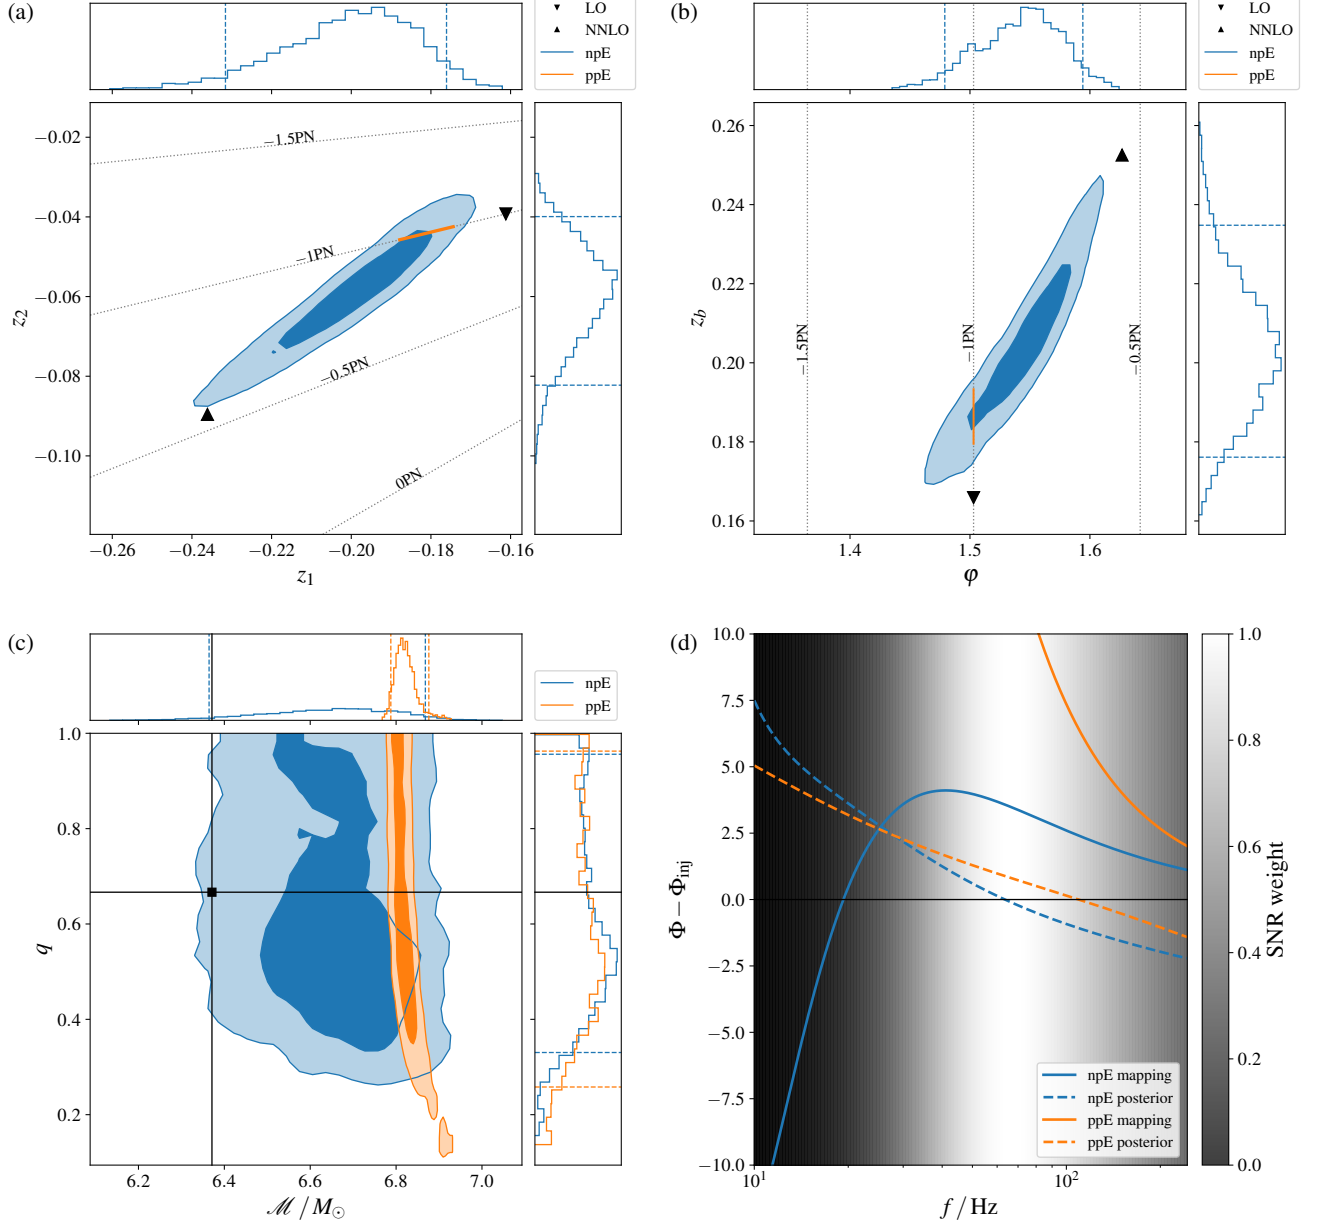 (a)
LO
NNLO
npE
ppE
−1.5PN
−1PN
−0.5PN
0PN
−0.02
−0.04
−0.06
−0.08
−0.10
z₂
−0.26
−0.24
−0.22
−0.20
−0.18
−0.16
z₁
(b)
LO
NNLO
npE
ppE
−1.5PN
−1PN
−0.5PN
0.26
0.24
0.22
0.20
0.18
0.16
z_b
1.4
1.5
1.6
φ
(c)
npE
ppE
1.0
0.8
0.6
0.4
0.2
q
6.2
6.4
6.6
6.8
7.0
ℳ / M⊙
(d)
10.0
7.5
5.0
2.5
0.0
−2.5
−5.0
−7.5
−10.0
Φ − Φ_inj
npE mapping
npE posterior
ppE mapping
ppE posterior
10¹
10²
f / Hz
1.0
0.8
0.6
0.4
0.2
0.0
SNR weight